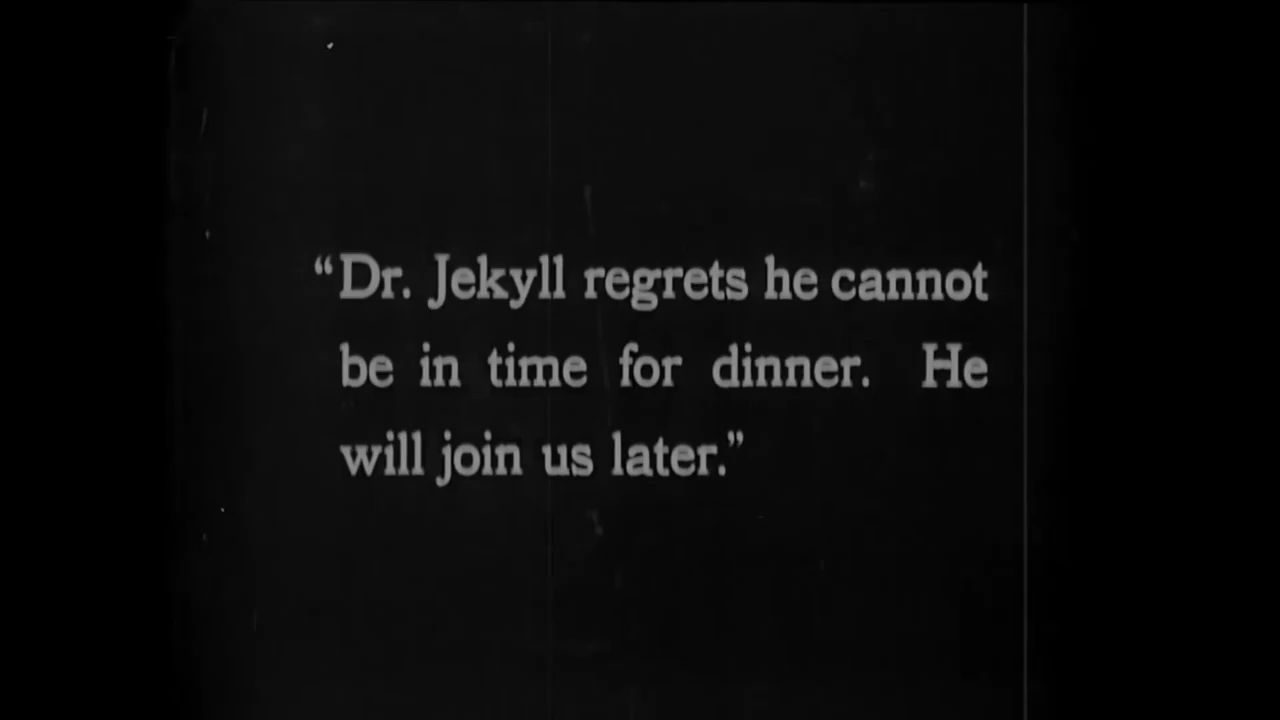 “Dr. Jekyll regrets he cannot
be in time for dinner. He
will join us later.”